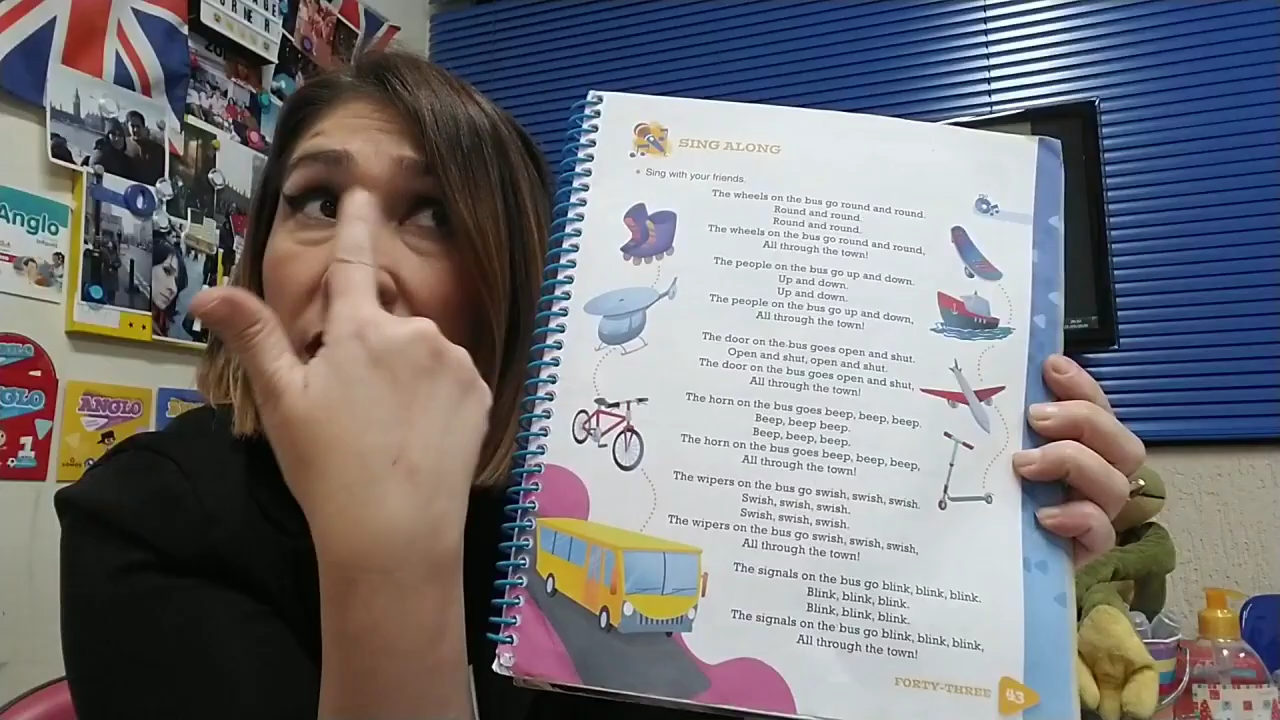 SING ALONG
• Sing with your friends.
The wheels on the bus go round and round.
Round and round.
Round and round.
The wheels on the bus go round and round,
All through the town!
The people on the bus go up and down.
Up and down.
Up and down.
The people on the bus go up and down,
All through the town!
The door on the bus goes open and shut.
Open and shut, open and shut.
The door on the bus goes open and shut,
All through the town!
The horn on the bus goes beep, beep, beep.
Beep, beep beep.
Beep, beep, beep.
The horn on the bus goes beep, beep, beep,
All through the town!
The wipers on the bus go swish, swish, swish.
Swish, swish, swish.
Swish, swish, swish.
The wipers on the bus go swish, swish, swish,
All through the town!
The signals on the bus go blink, blink, blink.
Blink, blink, blink.
Blink, blink, blink.
The signals on the bus go blink, blink, blink,
All through the town!
FORTY-THREE 43
Anglo
ANGLO
1